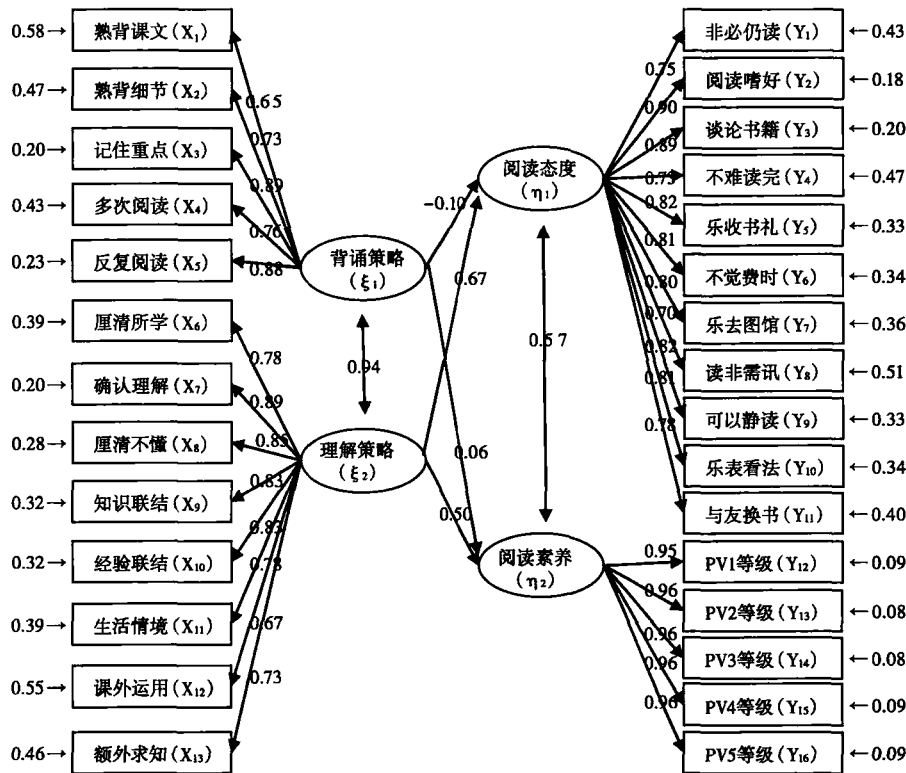 0.58→ 熟背课文(X₁)
0.47→ 熟背细节(X₂)
0.20→ 记住重点(X₃)
0.43→ 多次阅读(X₄)
0.23→ 反复阅读(X₅)
0.39→ 厘清所学(X₆)
0.20→ 确认理解(X₇)
0.28→ 厘清不懂(X₈)
0.32→ 知识联结(X₉)
0.32→ 经验联结(X₁₀)
0.39→ 生活情境(X₁₁)
0.55→ 课外运用(X₁₂)
0.46→ 额外求知(X₁₃)
0.65
0.73
0.89
0.76
0.88
0.78
0.89
0.85
0.83
0.83
0.78
0.67
0.73
背诵策略
(ξ₁)
0.94
理解策略
(ξ₂)
-0.10
0.67
0.06
0.50
阅读态度
(η₁)
0.57
阅读素养
(η₂)
0.75
0.90
0.89
0.73
0.82
0.81
0.80
0.70
0.82
0.81
0.78
0.95
0.96
0.96
0.96
0.96
非必仍读(Y₁) ←0.43
阅读嗜好(Y₂) ←0.18
谈论书籍(Y₃) ←0.20
不难读完(Y₄) ←0.47
乐收书礼(Y₅) ←0.33
不觉费时(Y₆) ←0.34
乐去图馆(Y₇) ←0.36
读非需讯(Y₈) ←0.51
可以静读(Y₉) ←0.33
乐表看法(Y₁₀) ←0.34
与友换书(Y₁₁) ←0.40
PV1等级(Y₁₂) ←0.09
PV2等级(Y₁₃) ←0.08
PV3等级(Y₁₄) ←0.08
PV4等级(Y₁₅) ←0.09
PV5等级(Y₁₆) ←0.09